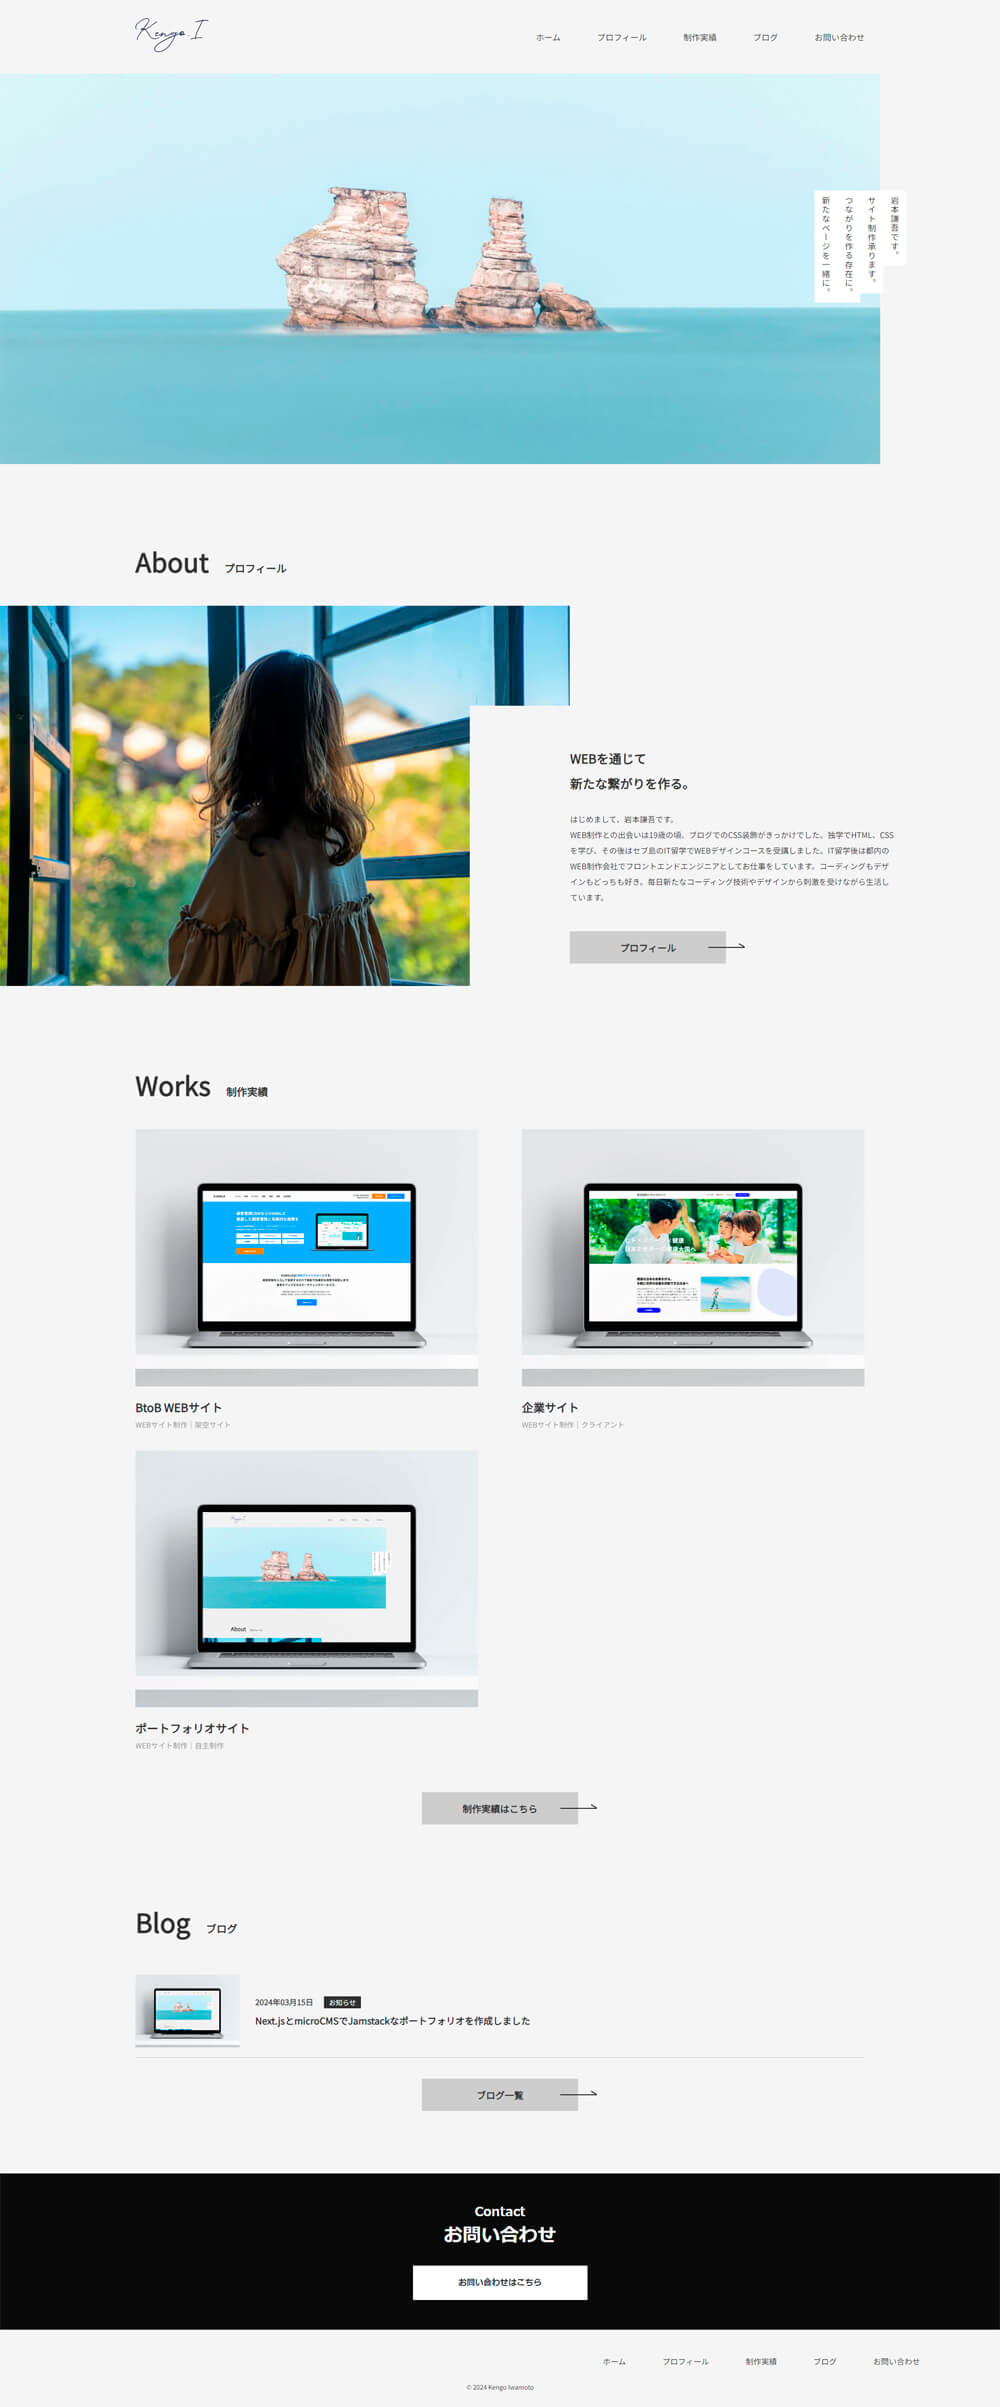 Kengo.I
ホーム
プロフィール
制作実績
ブログ
お問い合わせ
岩本謙吾です。
サイト制作承ります。
つながりを作る存在に。
新たなページを一緒に。
About プロフィール
WEBを通じて
新たな繋がりを作る。
はじめまして、岩本謙吾です。
WEB制作との出会いは19歳の頃、ブログでのCSS装飾がきっかけでした。独学でHTML、CSS
を学び、その後はセブ島のIT留学でWEBデザインコースを受講しました。IT留学後は都内の
WEB制作会社でフロントエンドエンジニアとしてお仕事をしています。コーディングもデザ
インもどっちも好き。毎日新たなコーディング技術やデザインから刺激を受けながら生活し
ています。
プロフィール
Works 制作実績
BtoB WEBサイト
WEBサイト制作｜架空サイト
企業サイト
WEBサイト制作｜クライアント
About
ポートフォリオサイト
WEBサイト制作｜自主制作
制作実績はこちら
Blog ブログ
2024年03月15日 お知らせ
Next.jsとmicroCMSでJamstackなポートフォリオを作成しました
ブログ一覧
Contact
お問い合わせ
お問い合わせはこちら
ホーム
プロフィール
制作実績
ブログ
お問い合わせ
© 2024 Kengo Iwamoto